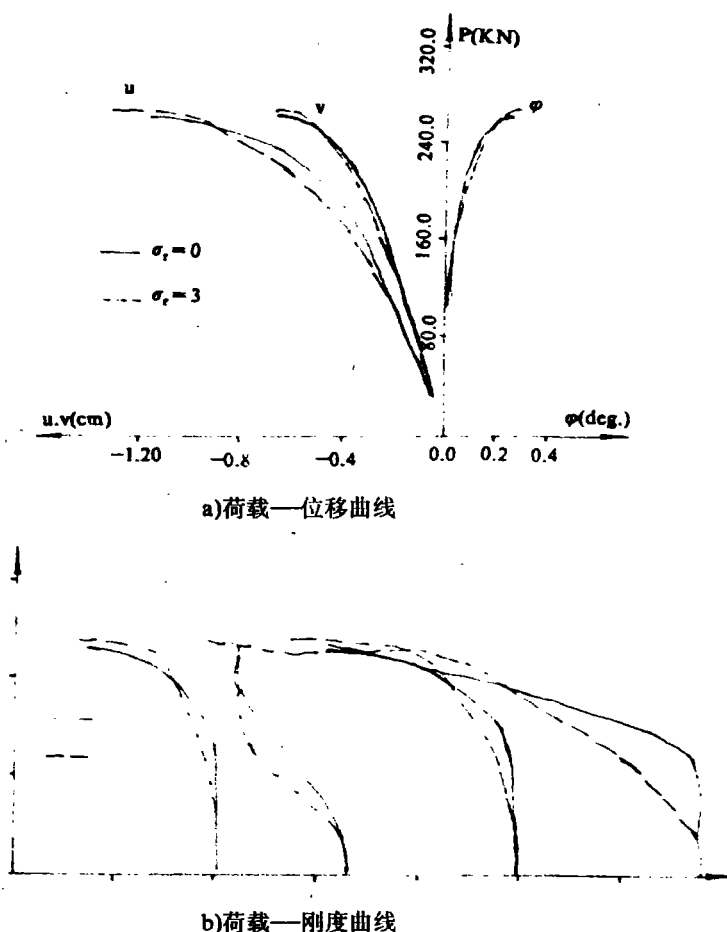 P(KN)
320.0
u
v
φ
240.0
σr=0
160.0
σr=3
80.0
u.v(cm)
φ(deg.)
-1.20
-0.8
-0.4
0.0
0.2
0.4
a)荷载──位移曲线
b)荷载──刚度曲线